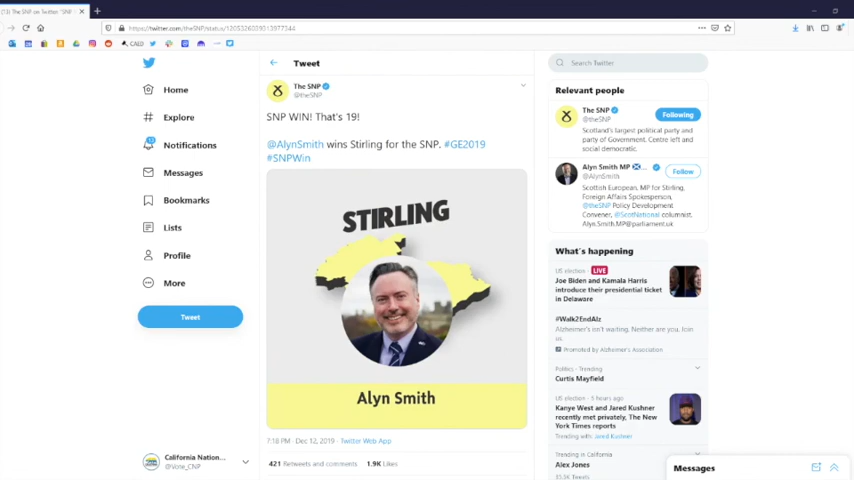 (1) The SNP on Twitter: "SNP
https://twitter.com/theSNP/status/
CAED
Home
Explore
Notifications
Messages
Bookmarks
Lists
Profile
More
Tweet
California Nation...
@Vote_CNP
Tweet
The SNP
@theSNP
SNP WIN! That's 19!
@AlynSmith wins Stirling for the SNP. #GE2019
#SNPWin
STIRLING
Alyn Smith
7:18 PM · Dec 12, 2019 · Twitter Web App
421 Retweets and comments 1.9K Likes
Search Twitter
Relevant people
The SNP
@theSNP
Following
Scotland's largest political party and
party of Government. Centre left and
social democratic.
Alyn Smith MP
@AlynSmith
Follow
Scottish European, MP for Stirling,
Foreign Affairs Spokesperson,
@theSNP Policy Development
Convener, @ScotNational columnist.
Alyn.Smith.MP@parliament.uk
What's happening
US election · LIVE
Joe Biden and Kamala Harris
introduce their presidential ticket
in Delaware
#Walk2EndAlz
Alzheimer's isn't waiting. Neither are you. Join
us.
Promoted by Alzheimer's Association
Politics · Trending
Curtis Mayfield
US election · 5 hours ago
Kanye West and Jared Kushner
recently met privately, The New
York Times reports
Trending with: Jared Kushner
Trending in California
Alex Jones
Messages